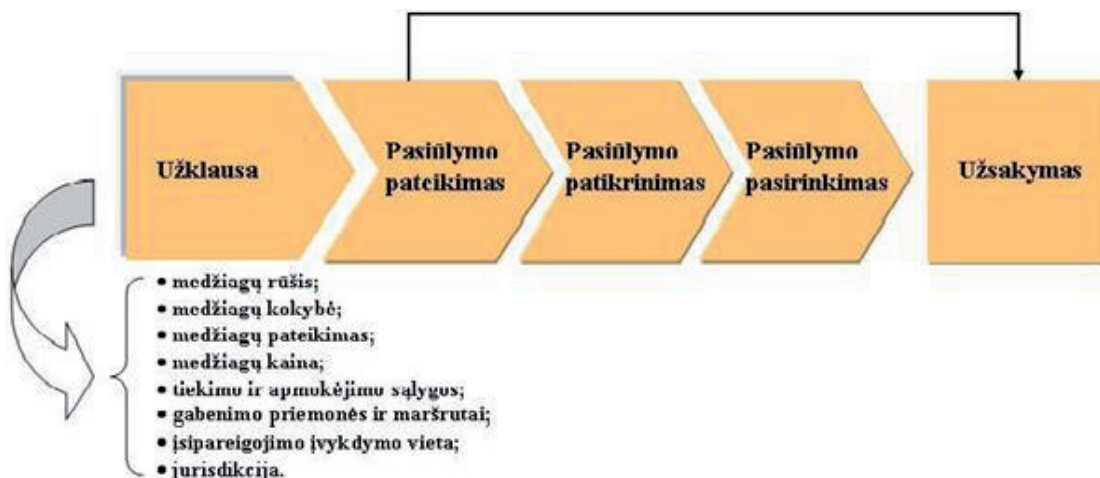 Užklausa
Pasiūlymo
pateikimas
Pasiūlymo
patikrinimas
Pasiūlymo
pasirinkimas
Užsakymas
• medžiagų rūšis;
• medžiagų kokybė;
• medžiagų pateikimas;
• medžiagų kaina;
• tiekimo ir apmokėjimo sąlygos;
• gabenimo priemonės ir maršrutai;
• įsipareigojimo įvykdymo vieta;
• jurisdikcija.